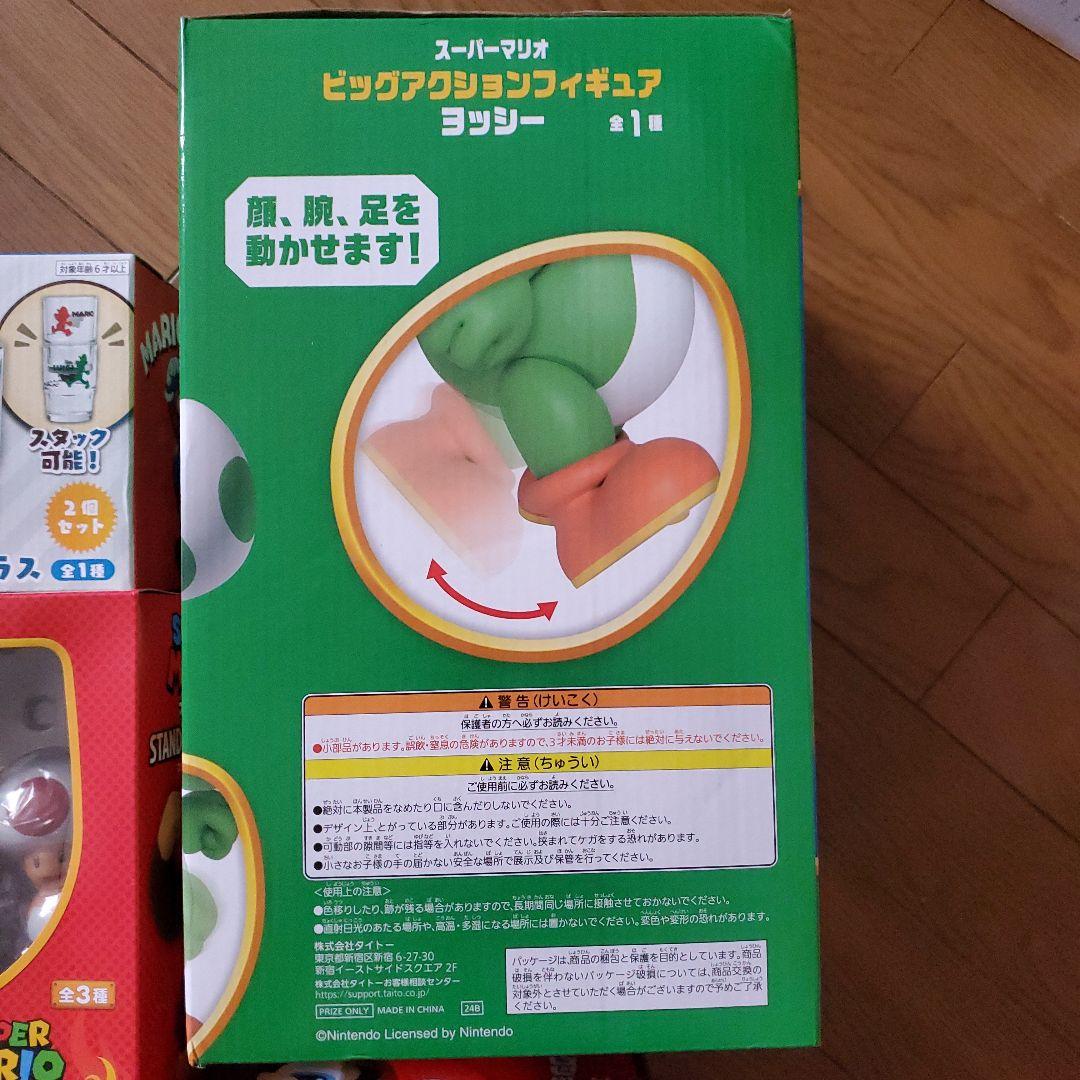 スーパーマリオ
ビッグアクションフィギュア
ヨッシー 全1種
顔、腕、足を
動かせます!
対象年齢6才以上
MARIO
スタック
可能!
2個
セット
ラス 全1種
MARIO
STAND
全3種
PER
RIO
警告(けいこく)
保護者の方へ必ずお読みください。
●小部品があります。誤飲・窒息の危険がありますので、3才未満のお子様には絶対に与えないでください。
注意(ちゅうい)
ご使用前に必ずお読みください。
●絶対に本製品をなめたり口に含んだりしないでください。
●デザイン上、とがっている部分があります。ご使用の際には十分ご注意ください。
●可動部の隙間等には指等を入れないでください。挟まれてケガをする恐れがあります。
●小さなお子様の手の届かない安全な場所で展示及び保管を行ってください。
<使用上の注意>
●色移りしたり、跡が残る場合がありますので、長期間同じ場所に接触させておかないでください。
●直射日光のあたる場所や、高温・多湿になる場所には置かないでください。変色や変形の恐れがあります。
株式会社タイトー
東京都新宿区新宿 6-27-30
新宿イーストサイドスクエア 2F
株式会社タイトーお客様相談センター
https://support.taito.co.jp/
PRIZE ONLY MADE IN CHINA 24B
©Nintendo Licensed by Nintendo
パッケージは、商品の梱包と保護を目的としています。商品
破損を伴わないパッケージ破損については、商品交換の
対象外とさせていただく場合がございますので予めご了承
ください。